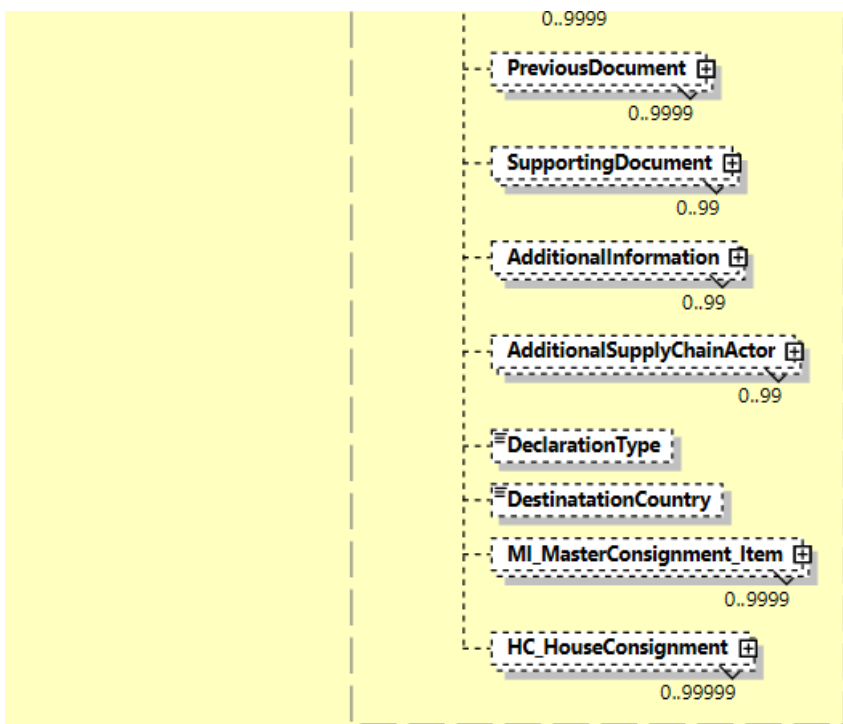 0..9999
PreviousDocument
0..9999
SupportingDocument
0..99
AdditionalInformation
0..99
AdditionalSupplyChainActor
0..99
DeclarationType
DestinatationCountry
MI_MasterConsignment_Item
0..9999
HC_HouseConsignment
0..99999